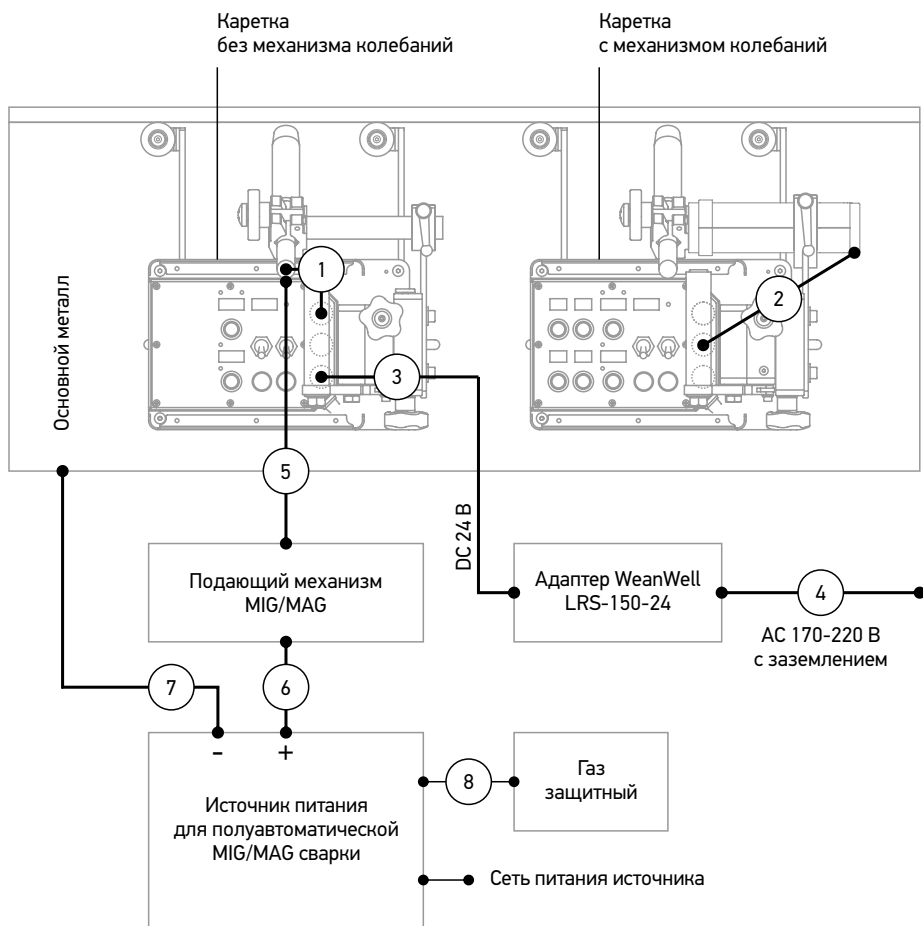 Каретка
без механизма колебаний
Каретка
с механизмом колебаний
1
2
3
Основной металл
5
DC 24 В
Подающий механизм
MIG/MAG
Адаптер WeanWell
LRS-150-24
4
AC 170-220 В
с заземлением
7
6
-
+
Источник питания
для полуавтоматической
MIG/MAG сварки
8
Газ
защитный
Сеть питания источника